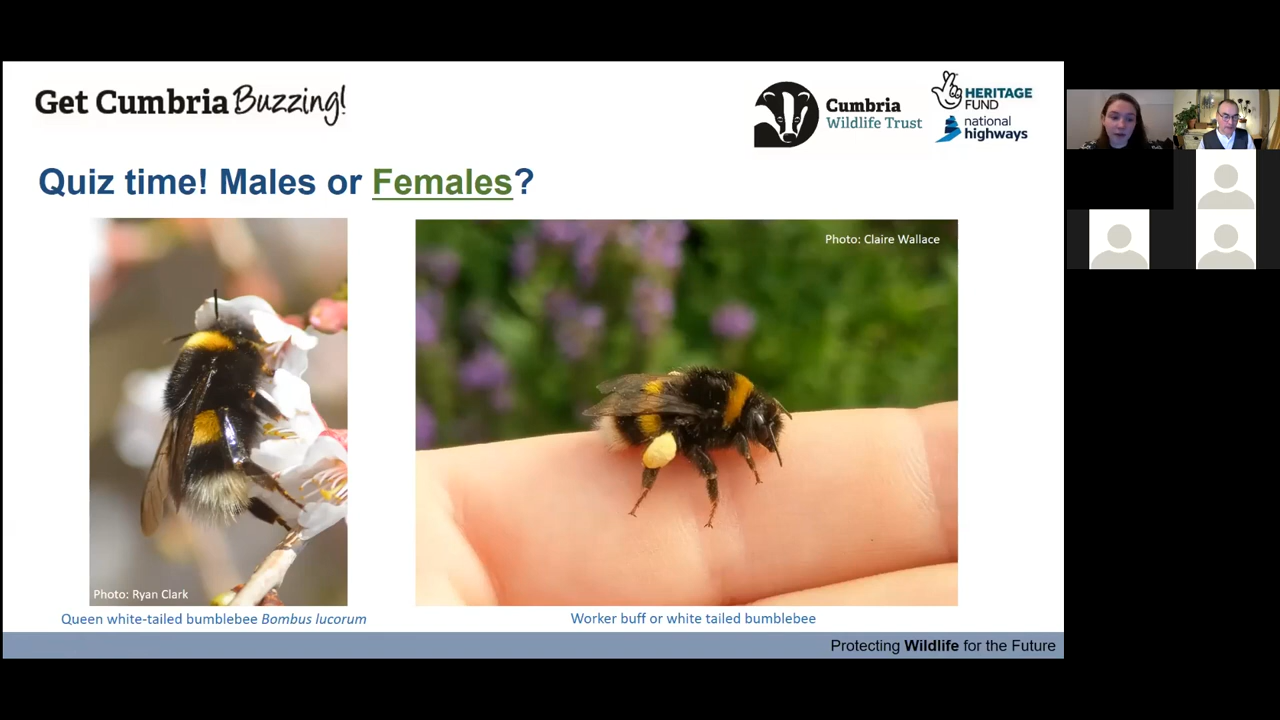 Get Cumbria Buzzing!
Cumbria
Wildlife Trust
HERITAGE
FUND
national
highways
Quiz time! Males or Females?
Photo: Claire Wallace
Photo: Ryan Clark
Queen white-tailed bumblebee Bombus lucorum
Worker buff or white tailed bumblebee
Protecting Wildlife for the Future